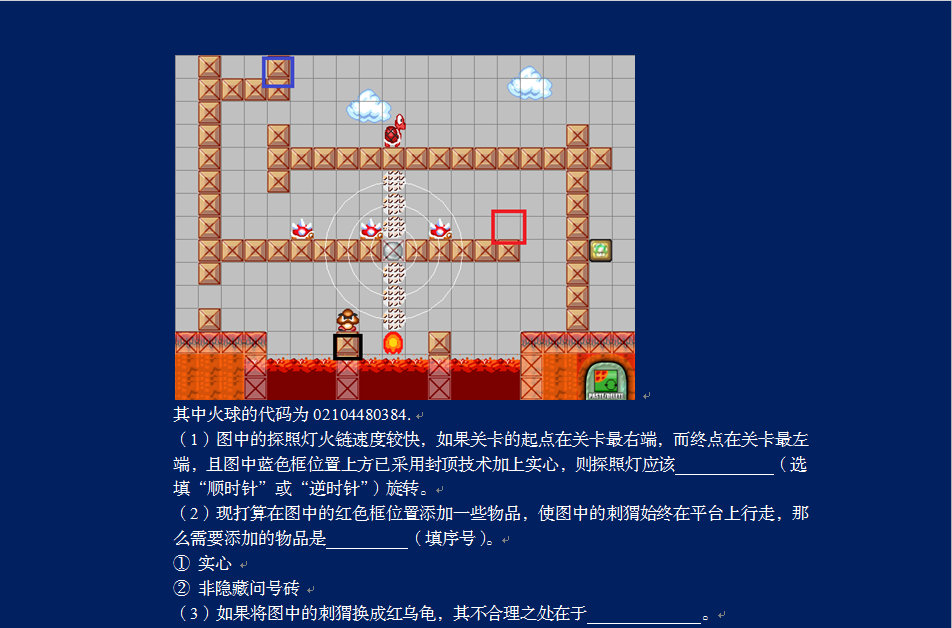 PASTE/DELETE
其中火球的代码为 02104480384.
（1）图中的探照灯火链速度较快，如果关卡的起点在关卡最右端，而终点在关卡最左
端，且图中蓝色框位置上方已采用封顶技术加上实心，则探照灯应该____________（选
填“顺时针”或“逆时针”）旋转。
（2）现打算在图中的红色框位置添加一些物品，使图中的刺猬始终在平台上行走，那
么需要添加的物品是__________（填序号）。
① 实心
② 非隐藏问号砖
（3）如果将图中的刺猬换成红乌龟，其不合理之处在于______________。